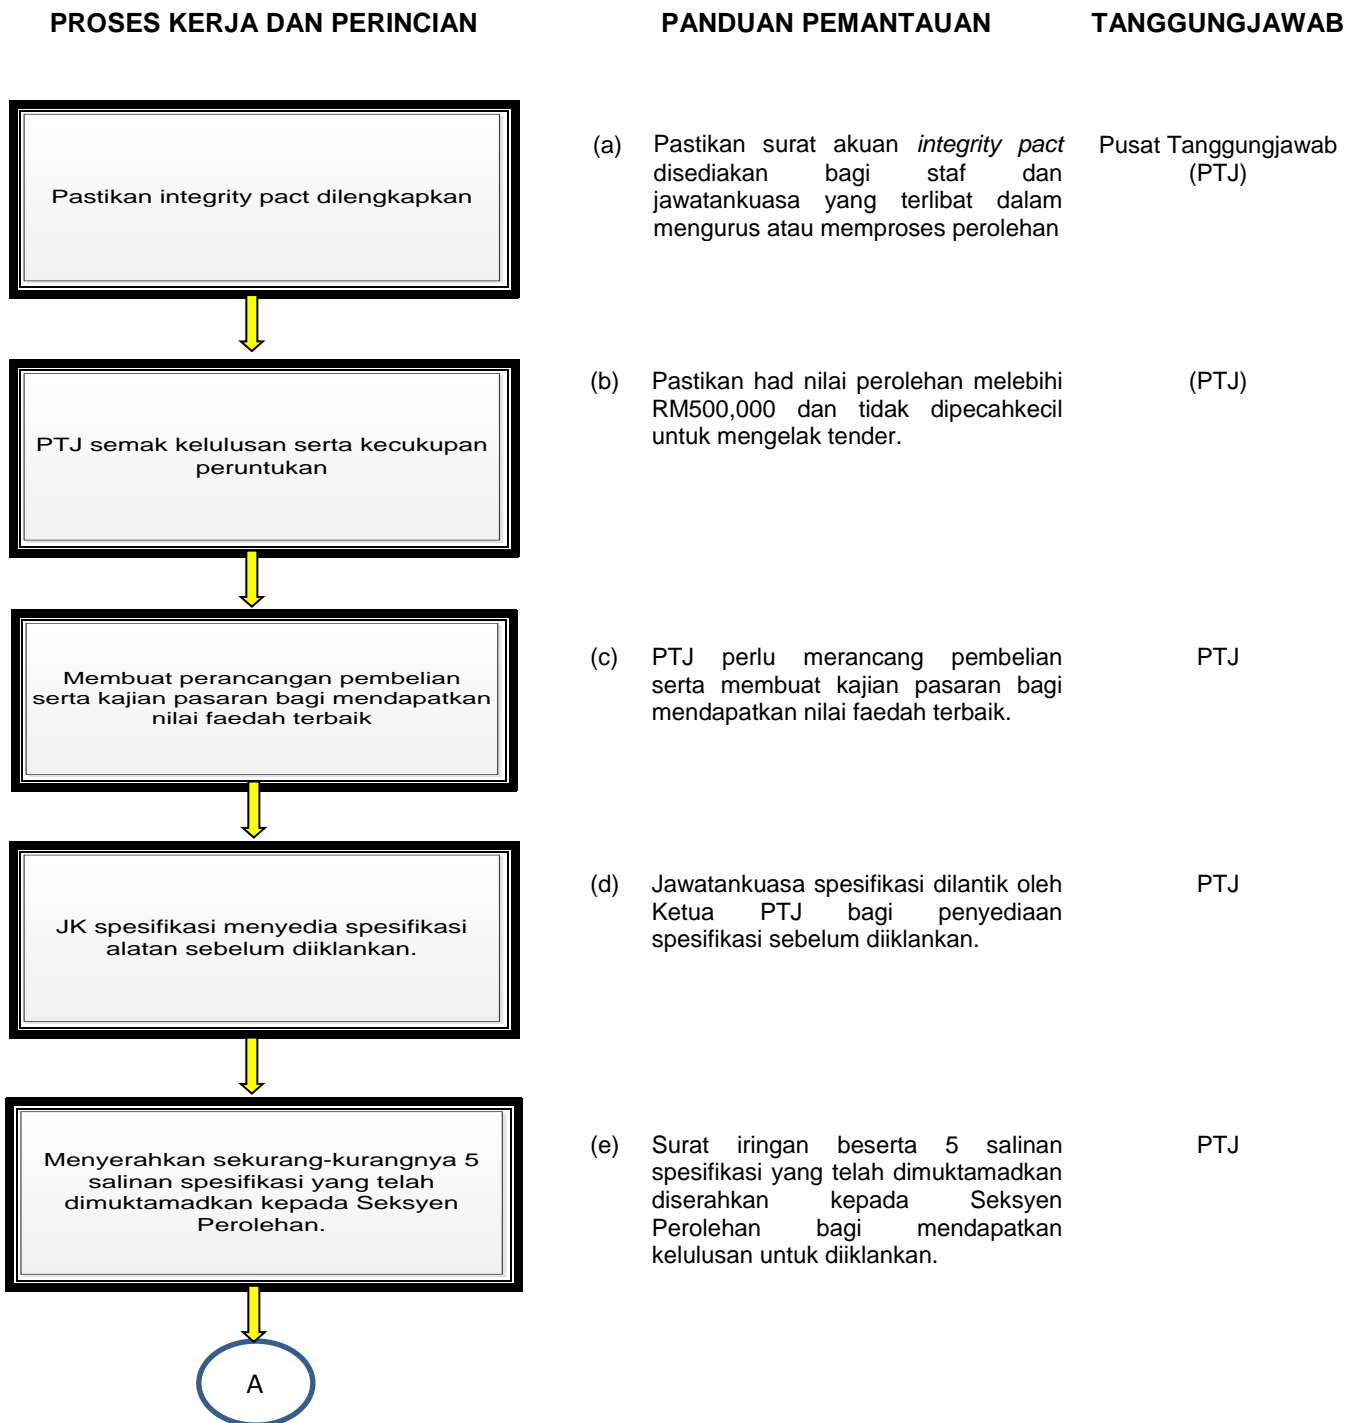 PROSES KERJA DAN PERINCIAN
PANDUAN PEMANTAUAN
TANGGUNGJAWAB
Pastikan integrity pact dilengkapkan
(a)
Pastikan surat akuan integrity pact
disediakan bagi staf dan
jawatankuasa yang terlibat dalam
mengurus atau memproses perolehan
Pusat Tanggungjawab
(PTJ)
PTJ semak kelulusan serta kecukupan
peruntukan
(b)
Pastikan had nilai perolehan melebihi
RM500,000 dan tidak dipecahkecil
untuk mengelak tender.
(PTJ)
Membuat perancangan pembelian
serta kajian pasaran bagi mendapatkan
nilai faedah terbaik
(c)
PTJ perlu merancang pembelian
serta membuat kajian pasaran bagi
mendapatkan nilai faedah terbaik.
PTJ
JK spesifikasi menyedia spesifikasi
alatan sebelum diiklankan.
(d)
Jawatankuasa spesifikasi dilantik oleh
Ketua PTJ bagi penyediaan
spesifikasi sebelum diiklankan.
PTJ
Menyerahkan sekurang-kurangnya 5
salinan spesifikasi yang telah
dimuktamadkan kepada Seksyen
Perolehan.
(e)
Surat iringan beserta 5 salinan
spesifikasi yang telah dimuktamadkan
diserahkan kepada Seksyen
Perolehan bagi mendapatkan
kelulusan untuk diiklankan.
PTJ
A